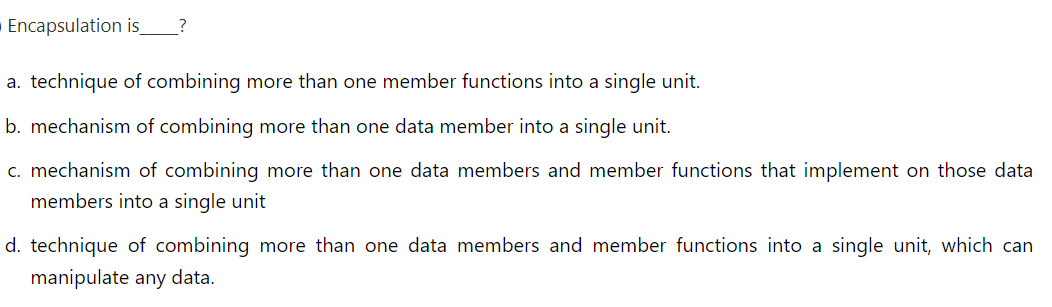 Encapsulation is_____?
a. technique of combining more than one member functions into a single unit.
b. mechanism of combining more than one data member into a single unit.
c. mechanism of combining more than one data members and member functions that implement on those data
members into a single unit
d. technique of combining more than one data members and member functions into a single unit, which can
manipulate any data.